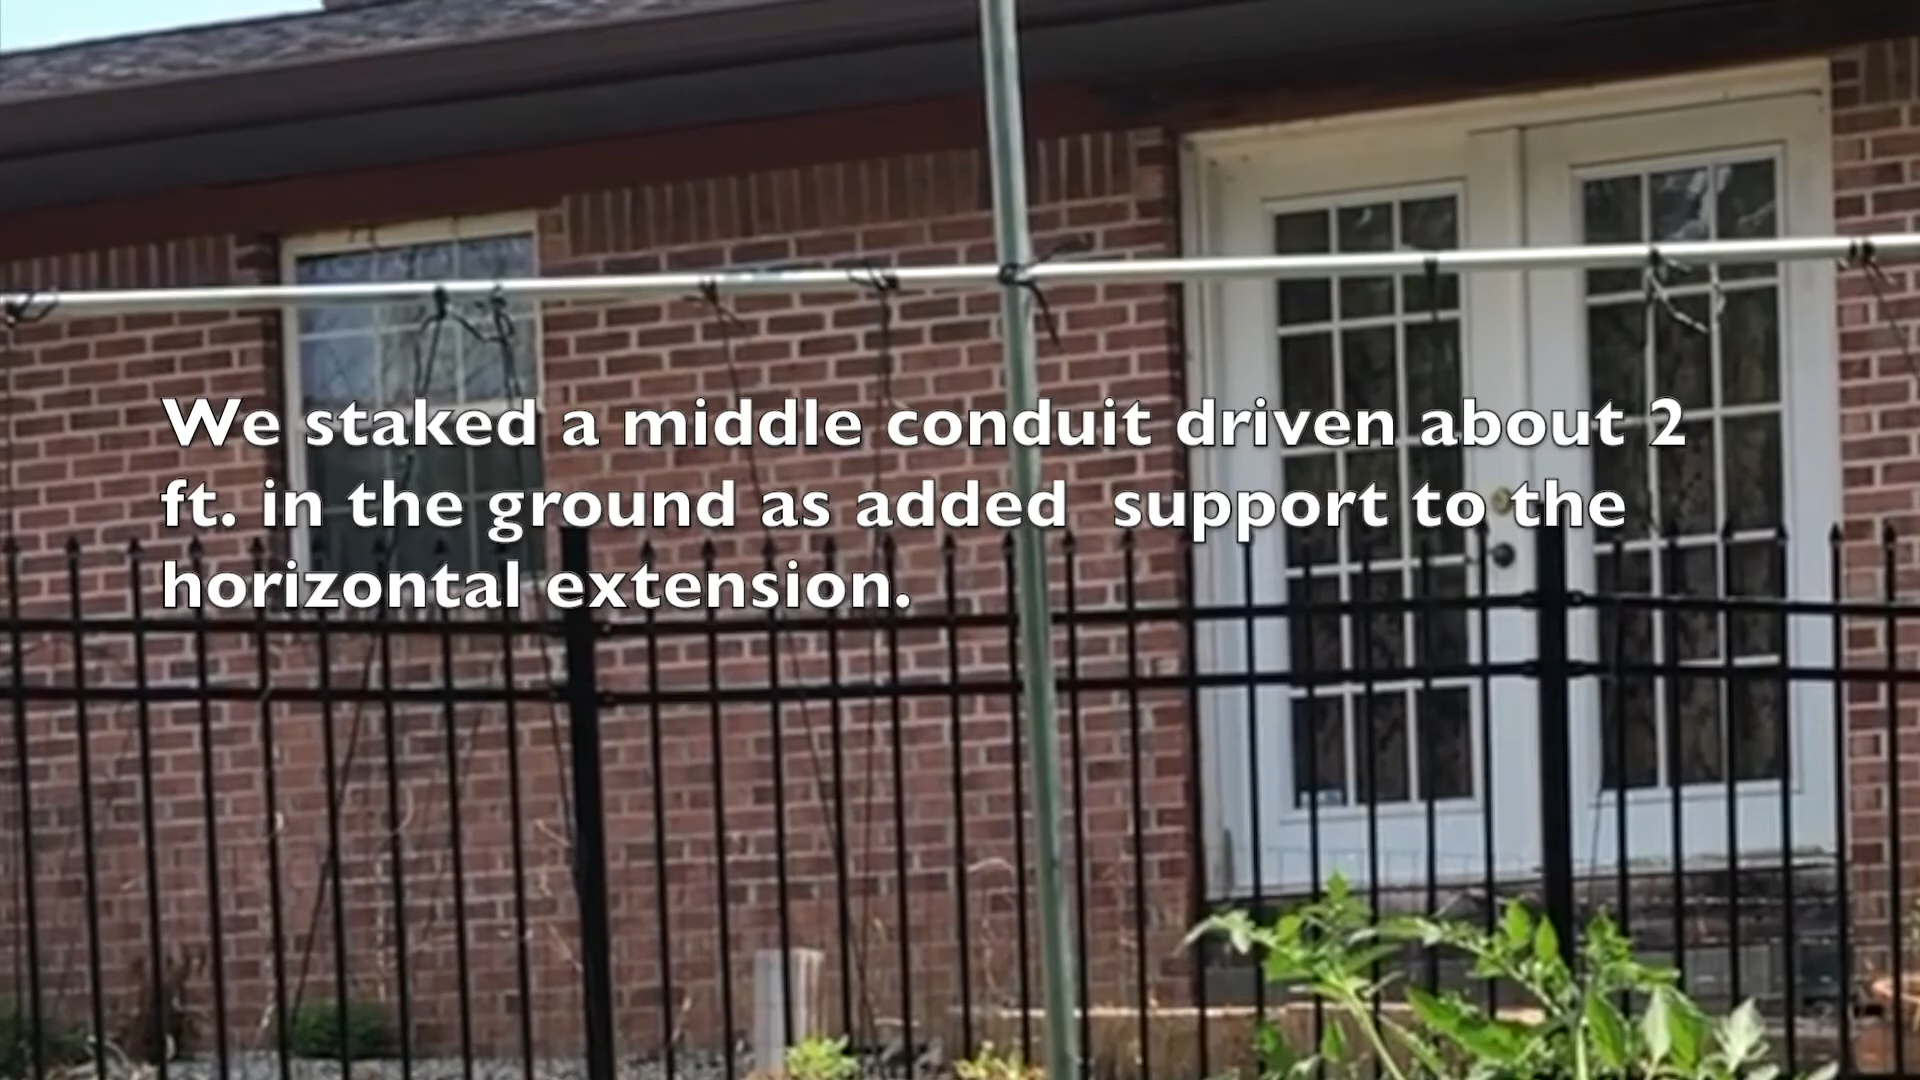 We staked a middle conduit driven about 2
ft. in the ground as added  support to the
horizontal extension.